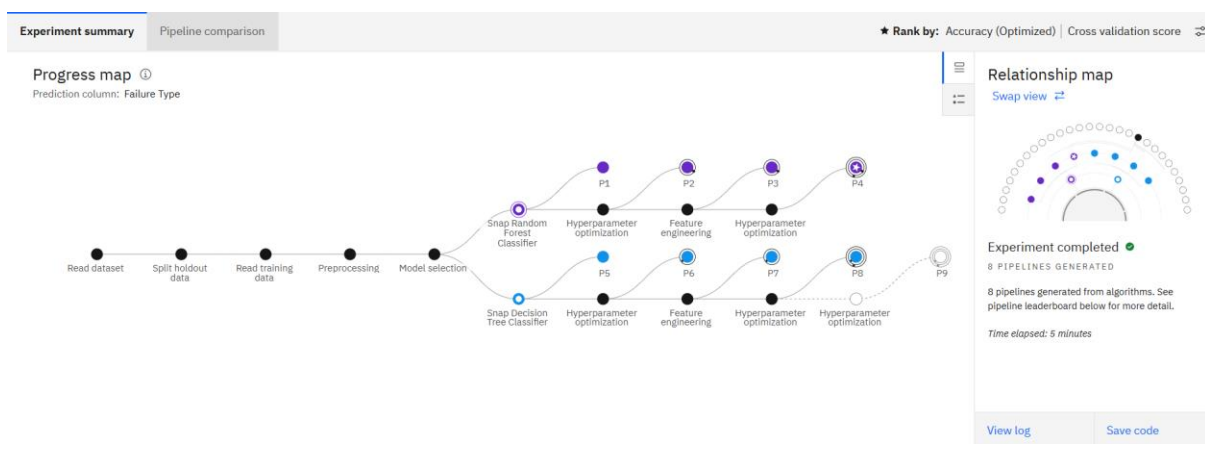 Experiment summary
Pipeline comparison
★ Rank by: Accuracy (Optimized) | Cross validation score
Progress map
Prediction column: Failure Type
P1
P2
P3
P4
Snap Random
Forest
Classifier
Hyperparameter
optimization
Feature
engineering
Hyperparameter
optimization
Read dataset
Split holdout
data
Read training
data
Preprocessing
Model selection
P5
P6
P7
P8
P9
Snap Decision
Tree Classifier
Hyperparameter
optimization
Feature
engineering
Hyperparameter
optimization
Hyperparameter
optimization
Relationship map
Swap view
Experiment completed
8 PIPELINES GENERATED
8 pipelines generated from algorithms. See
pipeline leaderboard below for more detail.
Time elapsed: 5 minutes
View log
Save code